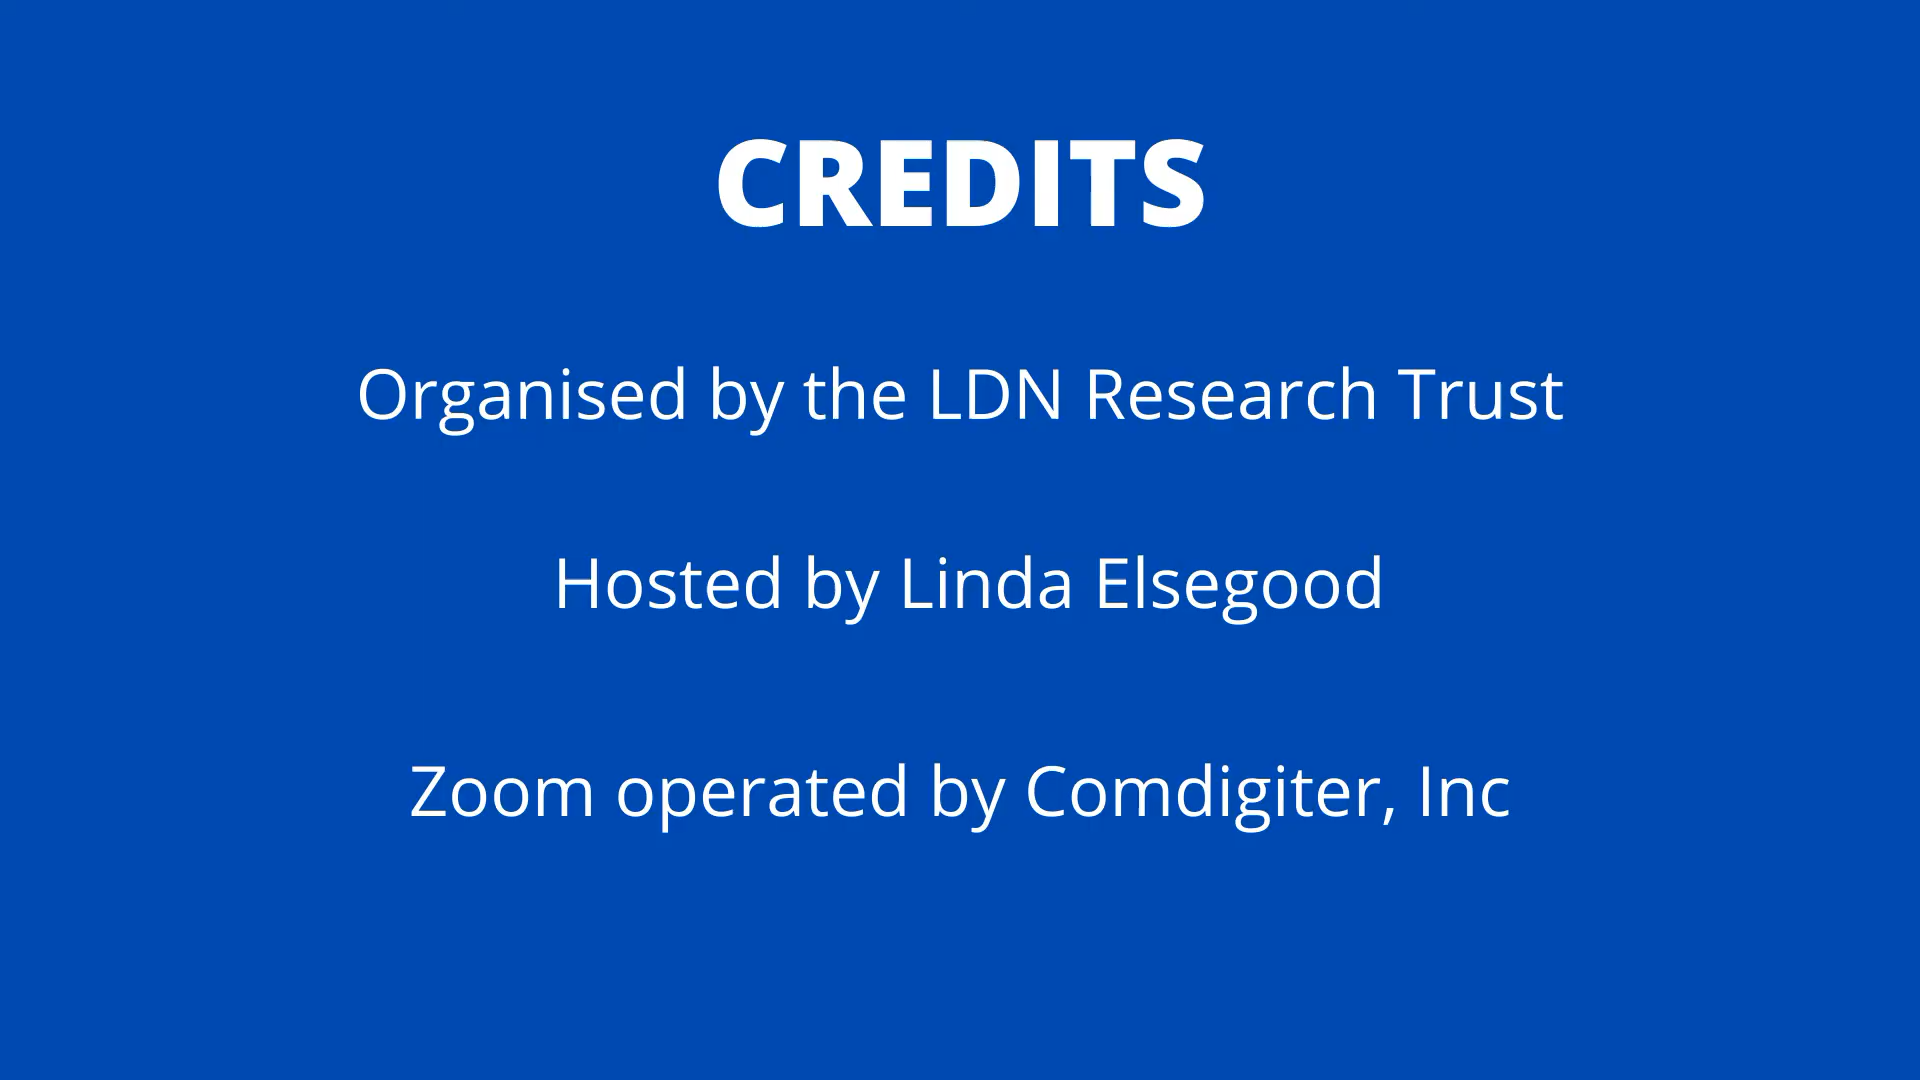 CREDITS
Organised by the LDN Research Trust
Hosted by Linda Elsegood
Zoom operated by Comdigiter, Inc